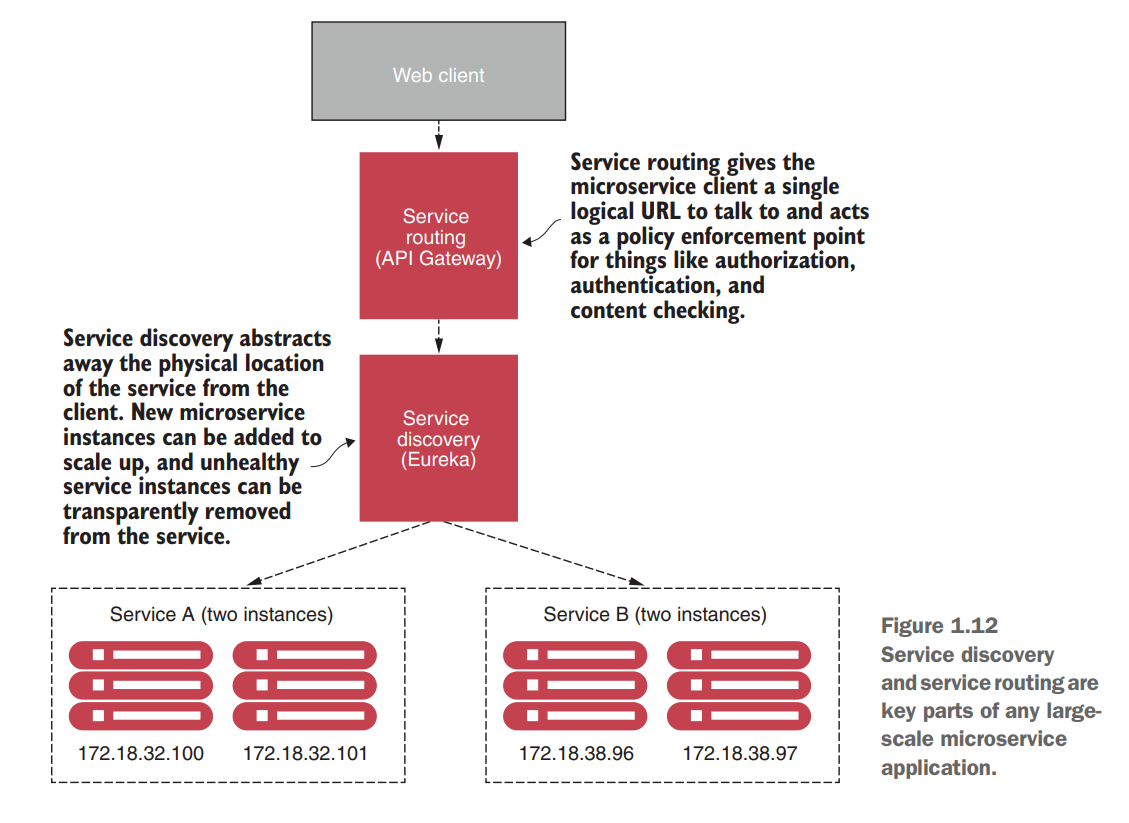 Web client
Service
routing
(API Gateway)
Service routing gives the
microservice client a single
logical URL to talk to and acts
as a policy enforcement point
for things like authorization,
authentication, and
content checking.
Service discovery abstracts
away the physical location
of the service from the
client. New microservice
instances can be added to
scale up, and unhealthy
service instances can be
transparently removed
from the service.
Service
discovery
(Eureka)
Service A (two instances)
172.18.32.100
172.18.32.101
Service B (two instances)
172.18.38.96
172.18.38.97
Figure 1.12
Service discovery
and service routing are
key parts of any large-
scale microservice
application.